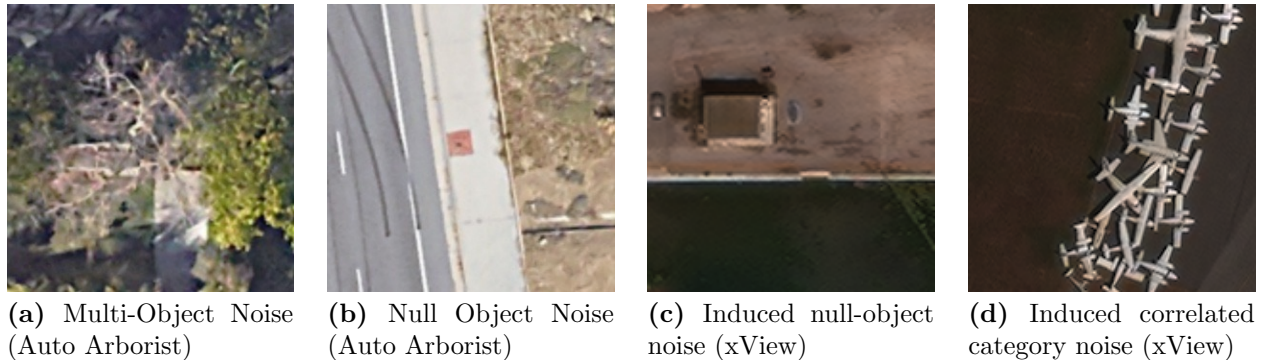 (a) Multi-Object Noise
(Auto Arborist)
(b) Null Object Noise
(Auto Arborist)
(c) Induced null-object
noise (xView)
(d) Induced correlated
category noise (xView)